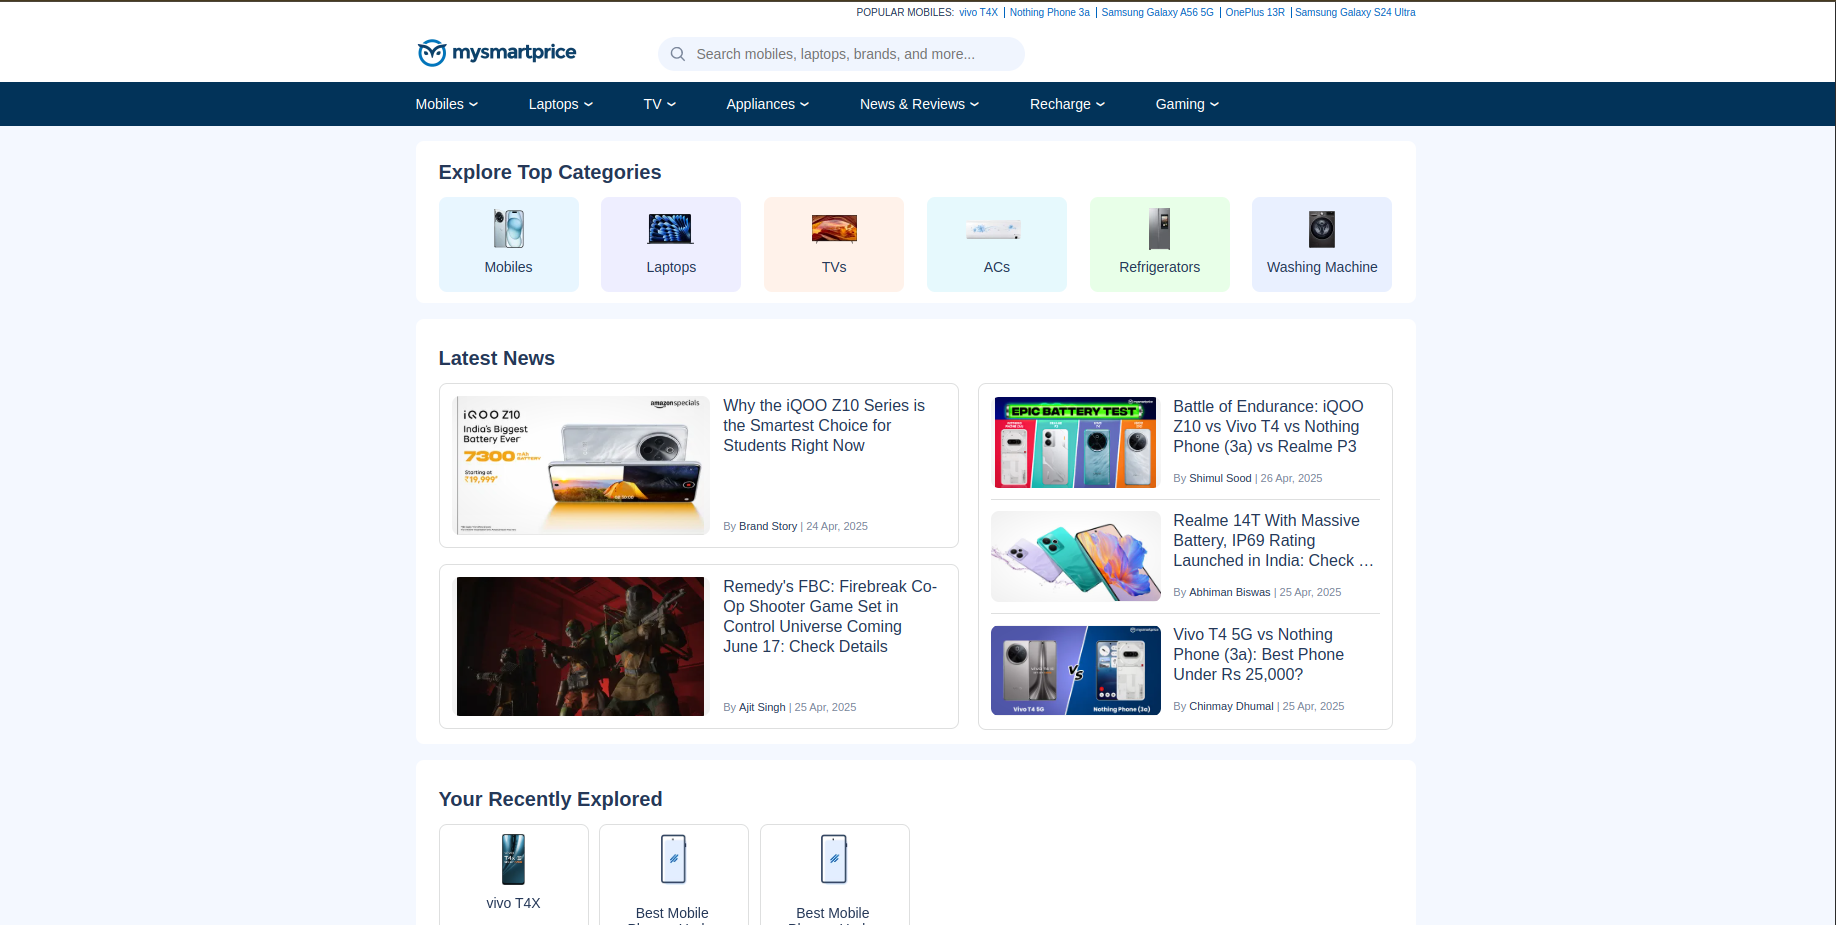 POPULAR MOBILES: vivo T4X | Nothing Phone 3a | Samsung Galaxy A56 5G | OnePlus 13R | Samsung Galaxy S24 Ultra
mysmartprice
Search mobiles, laptops, brands, and more...
Mobiles Laptops TV Appliances News & Reviews Recharge Gaming
Explore Top Categories
Mobiles Laptops TVs ACs Refrigerators Washing Machine
Latest News
amazonspecials
iQOO Z10
India's Biggest
Battery Ever
7300 mAh BATTERY
Starting at
₹19,999*
Why the iQOO Z10 Series is
the Smartest Choice for
Students Right Now
By Brand Story | 24 Apr, 2025
Remedy's FBC: Firebreak Co-
Op Shooter Game Set in
Control Universe Coming
June 17: Check Details
By Ajit Singh | 25 Apr, 2025
EPIC BATTERY TEST
Battle of Endurance: iQOO
Z10 vs Vivo T4 vs Nothing
Phone (3a) vs Realme P3
By Shimul Sood | 26 Apr, 2025
Realme 14T With Massive
Battery, IP69 Rating
Launched in India: Check ...
By Abhiman Biswas | 25 Apr, 2025
mysmartprice
VS
Vivo T4 5G Nothing Phone (3a)
Vivo T4 5G vs Nothing
Phone (3a): Best Phone
Under Rs 25,000?
By Chinmay Dhumal | 25 Apr, 2025
Your Recently Explored
vivo T4X
Best Mobile
Best Mobile